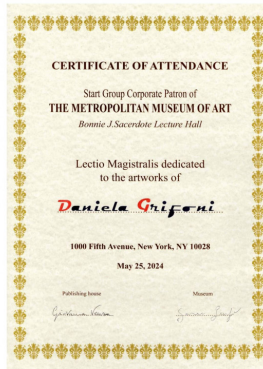 CERTIFICATE OF ATTENDANCE
Start Group Corporate Patron of
THE METROPOLITAN MUSEUM OF ART
Bonnie J.Sacerdote Lecture Hall
Lectio Magistralis dedicated
to the artworks of
Daniela Grifoni
1000 Fifth Avenue, New York, NY 10028
May 25, 2024
Publishing house
Museum